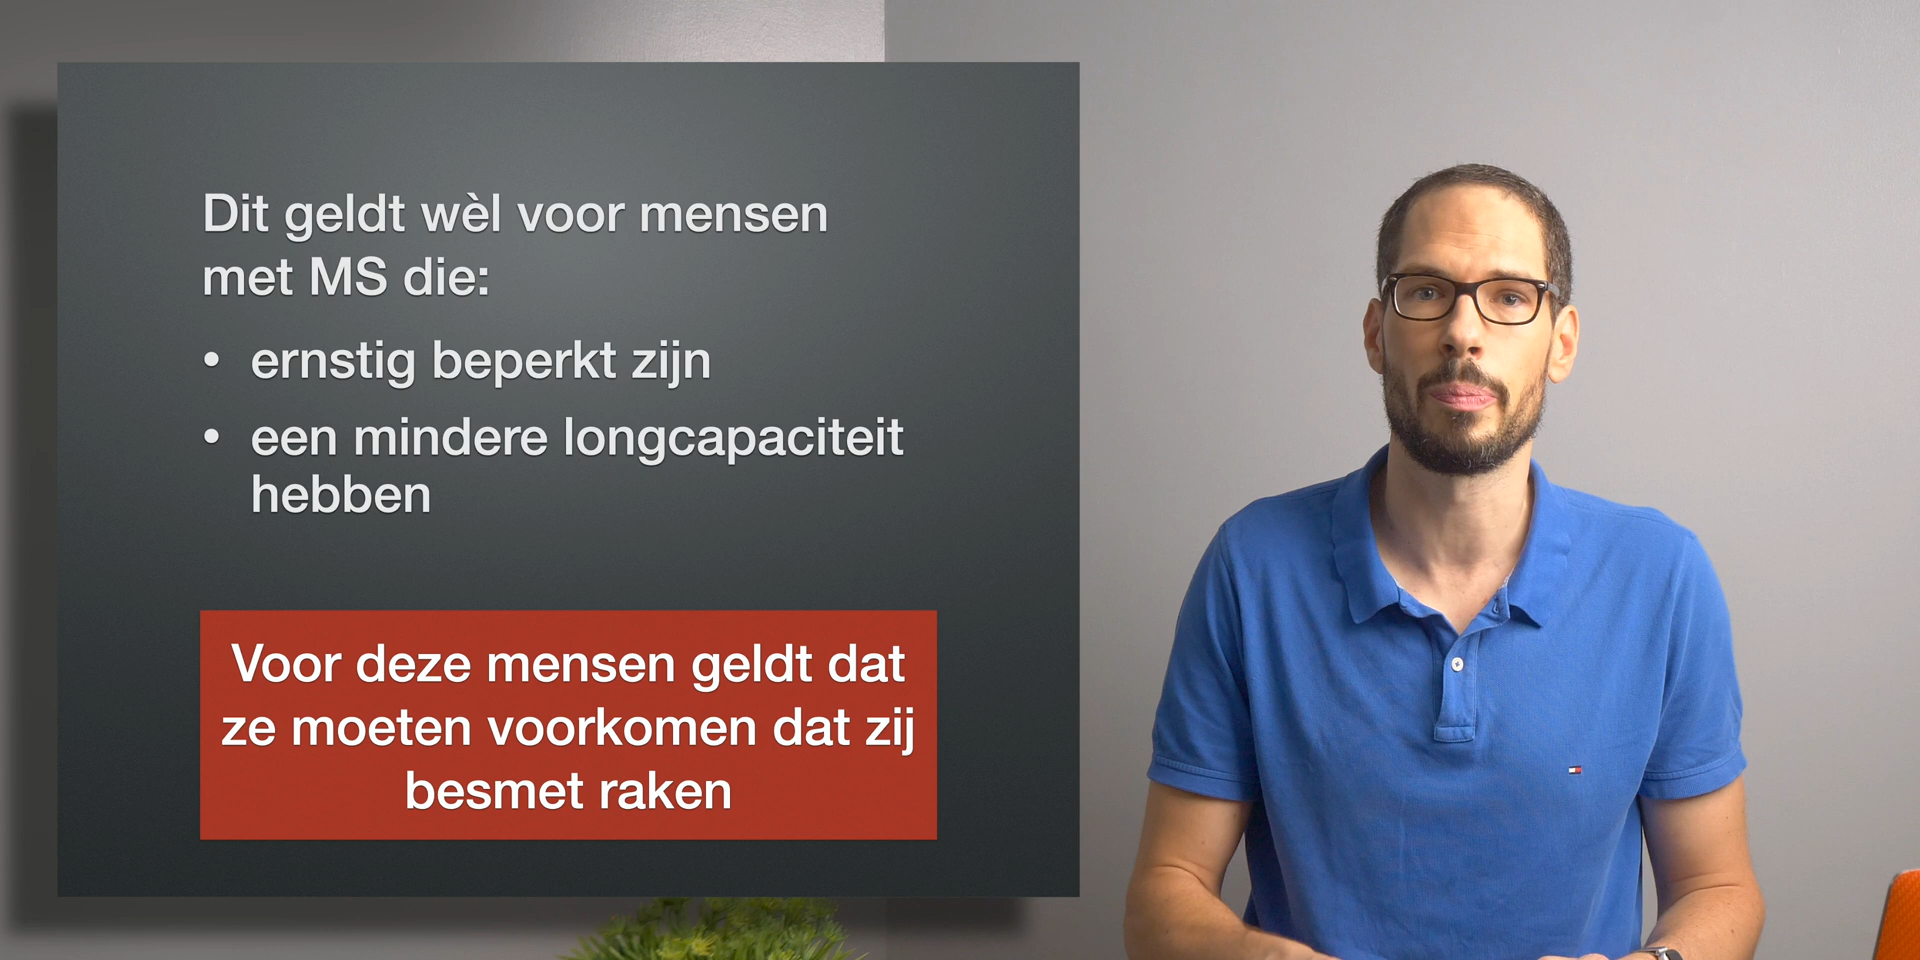 Dit geldt wèl voor mensen
met MS die:
• ernstig beperkt zijn
• een mindere longcapaciteit
hebben
Voor deze mensen geldt dat
ze moeten voorkomen dat zij
besmet raken